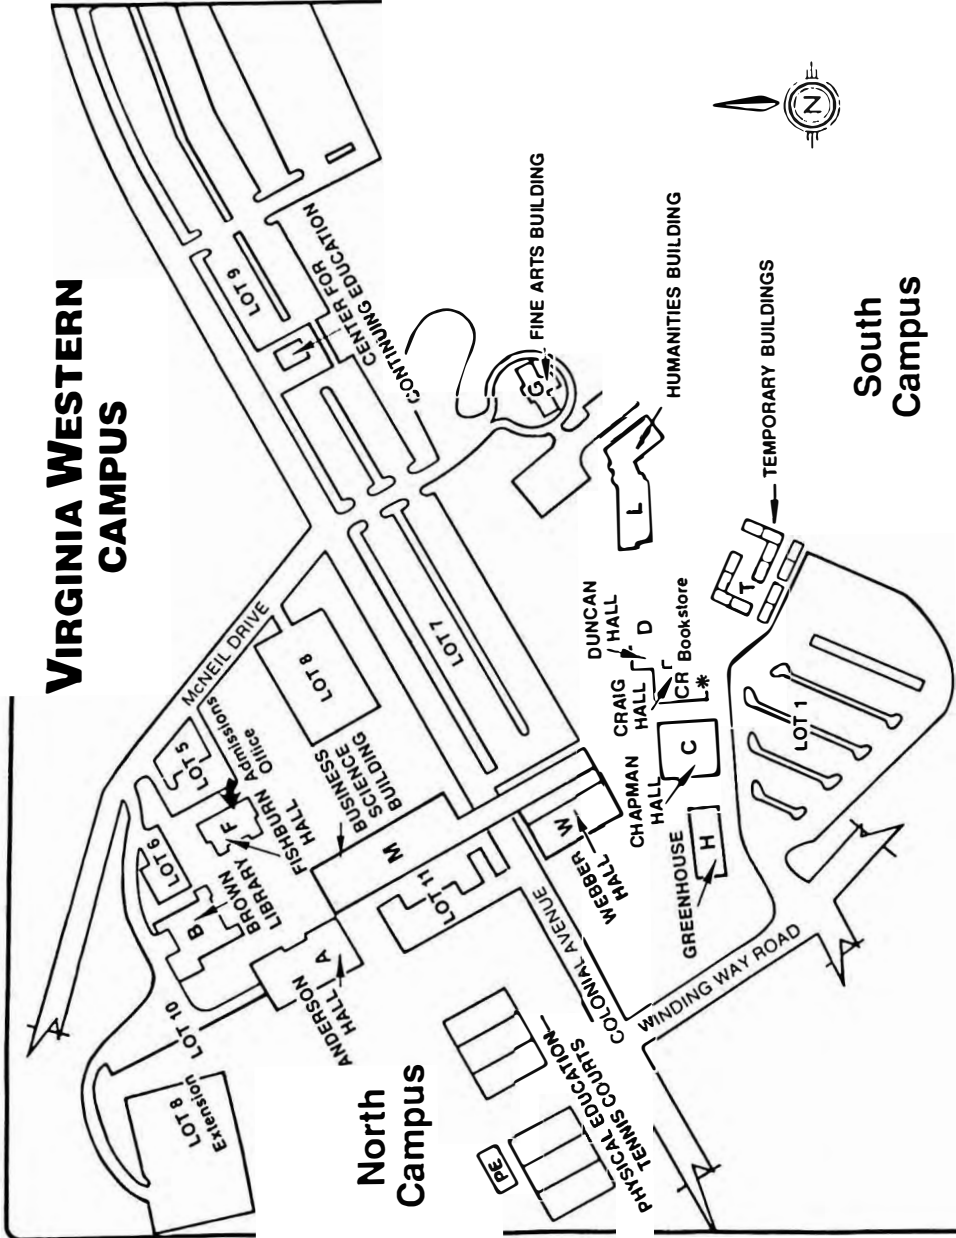 VIRGINIA WESTERN
CAMPUS
McNEIL DRIVE
LOT 9
CENTER FOR
CONTINUING EDUCATION
G
FINE ARTS BUILDING
HUMANITIES BUILDING
L
TEMPORARY BUILDINGS
T
South
Campus
N
LOT 8
LOT 7
LOT 5
Admissions
Office
F
FISHBURN
HALL
LOT 6
B
BROWN
LIBRARY
BUSINESS
SCIENCE
BUILDING
M
LOT 11
A
ANDERSON
HALL
LOT 10
LOT 8
Extension
North
Campus
PE
PHYSICAL EDUCATION
TENNIS COURTS
COLONIAL AVENUE
WINDING WAY ROAD
W
WEBBER
HALL
DUNCAN
HALL
D
CRAIG
HALL
CR Bookstore
*
CHAPMAN
HALL
C
GREENHOUSE
H
LOT 1